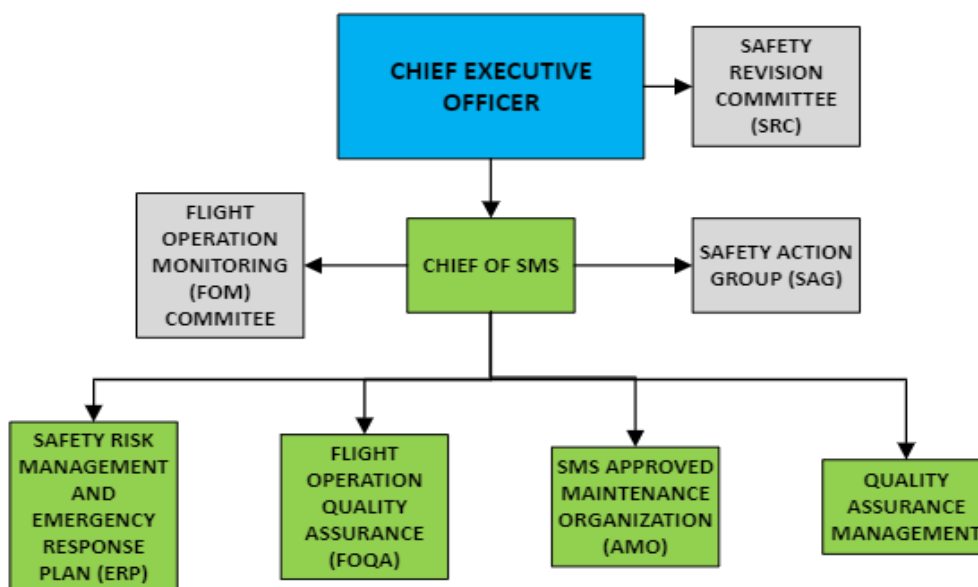 CHIEF EXECUTIVE
OFFICER
SAFETY
REVISION
COMMITTEE
(SRC)
FLIGHT
OPERATION
MONITORING
(FOM)
COMMITEE
CHIEF OF SMS
SAFETY ACTION
GROUP (SAG)
SAFETY RISK
MANAGEMENT
AND
EMERGENCY
RESPONSE
PLAN (ERP)
FLIGHT
OPERATION
QUALITY
ASSURANCE
(FOQA)
SMS APPROVED
MAINTENANCE
ORGANIZATION
(AMO)
QUALITY
ASSURANCE
MANAGEMENT